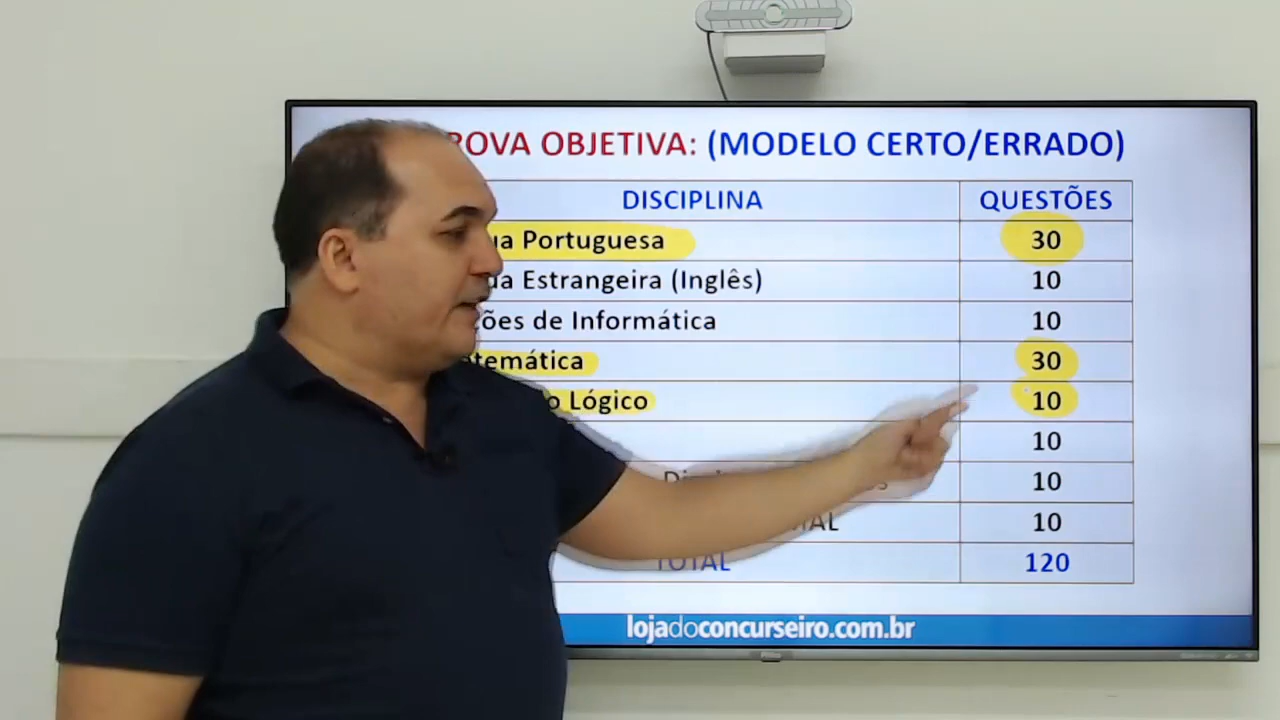 ROVA OBJETIVA: (MODELO CERTO/ERRADO)
DISCIPLINA QUESTÕES
ua Portuguesa 30
ua Estrangeira (Inglês) 10
ções de Informática 10
temática 30
o Lógico 10
10
10
10
TOTAL 120
lojadoconcurseiro.com.br